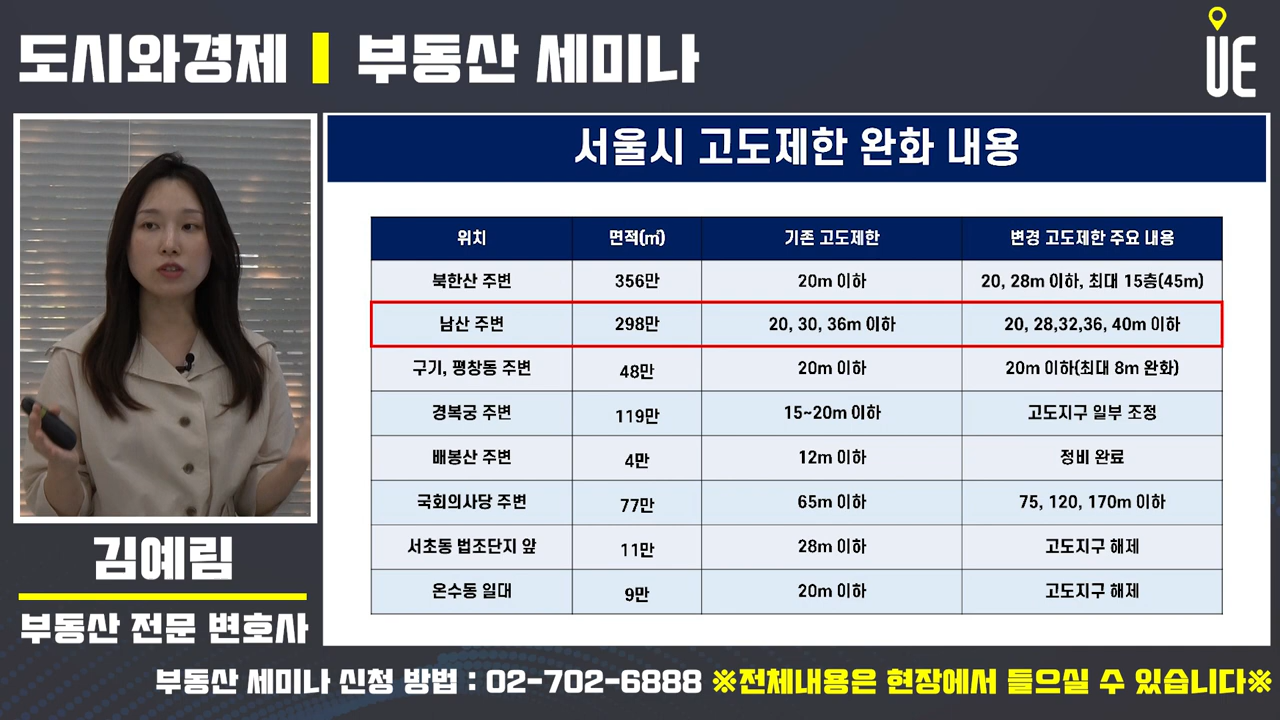 도시와경제 | 부동산 세미나
UE
서울시 고도제한 완화 내용
위치 면적(㎡) 기존 고도제한 변경 고도제한 주요 내용
북한산 주변 356만 20m 이하 20, 28m 이하, 최대 15층(45m)
남산 주변 298만 20, 30, 36m 이하 20, 28,32,36, 40m 이하
구기, 평창동 주변 48만 20m 이하 20m 이하(최대 8m 완화)
경복궁 주변 119만 15~20m 이하 고도지구 일부 조정
배봉산 주변 4만 12m 이하 정비 완료
국회의사당 주변 77만 65m 이하 75, 120, 170m 이하
서초동 법조단지 앞 11만 28m 이하 고도지구 해제
온수동 일대 9만 20m 이하 고도지구 해제
김예림
부동산 전문 변호사
부동산 세미나 신청 방법 : 02-702-6888 ※전체내용은 현장에서 들으실 수 있습니다※